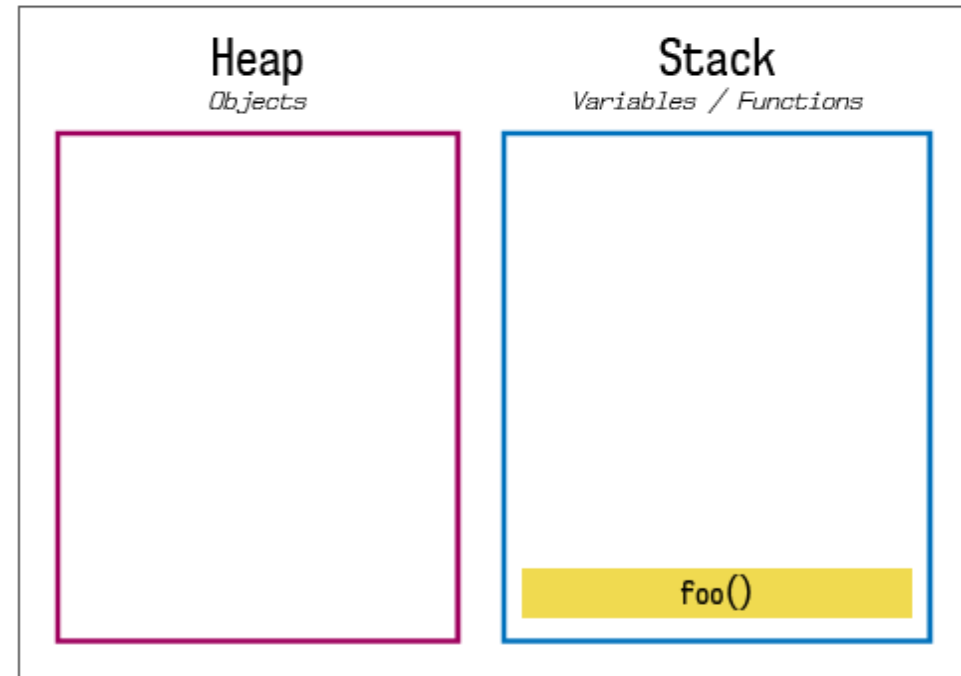 Heap
Objects
Stack
Variables / Functions
foo()